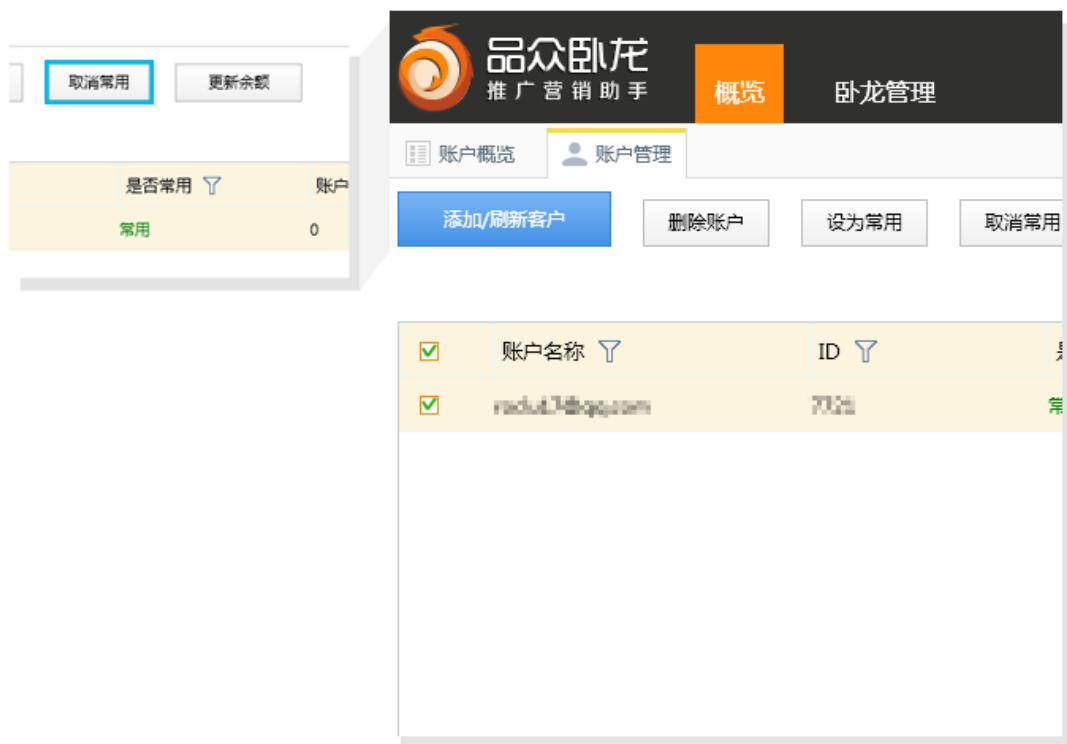 取消常用 更新余额
是否常用 账户
常用 0
品众卧龙
推广营销助手
概览 卧龙管理
账户概览 账户管理
添加/刷新客户 删除账户 设为常用 取消常用
账户名称 ID
常